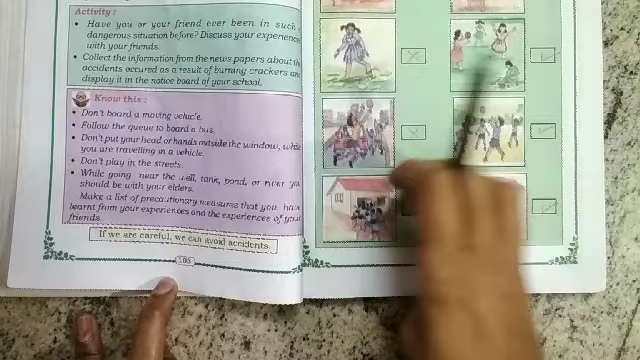 Activity :
• Have you or your friend ever been in such
dangerous situation before? Discuss your experience
with your friends.
• Collect the information from the news papers about th
accidents occured as a result of burning crackers and
display it in the notice board of your school.
Know this :
• Don't board a moving vehicle.
• Follow the queue to board a bus.
• Don't put your head or hands outside the window, whil
you are travelling in a vehicle.
• Don't play in the streets.
• While going near the well, tank, pond, or river you
should be with your elders.
Make a list of precautionary measures that you have
learnt from your experiences and the experiences of your
friends.
If we are careful, we can avoid accidents.